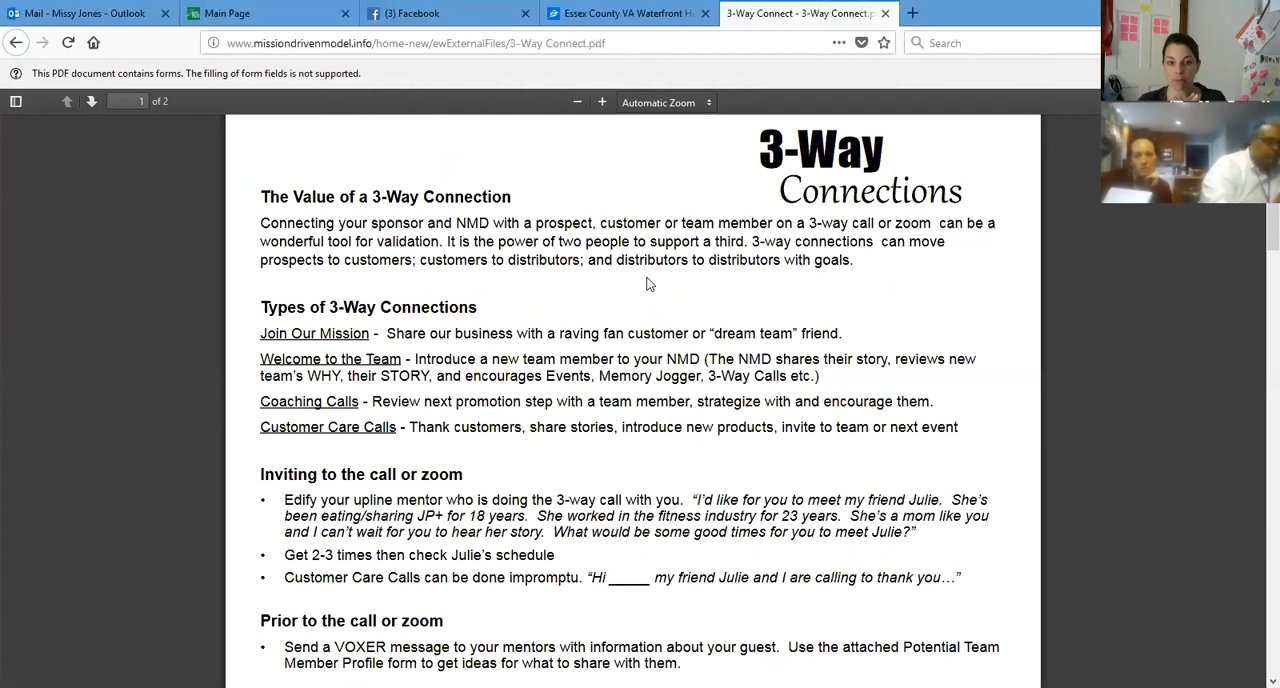 Mail - Missy Jones - Outlook
Main Page
(3) Facebook
Essex County VA Waterfront H
3-Way Connect - 3-Way Connect.p
www.missiondrivenmodel.info/home-new/ewExternalFiles/3-Way Connect.pdf
Search
This PDF document contains forms. The filling of form fields is not supported.
1 of 2
Automatic Zoom
3-Way
Connections
The Value of a 3-Way Connection
Connecting your sponsor and NMD with a prospect, customer or team member on a 3-way call or zoom can be a
wonderful tool for validation. It is the power of two people to support a third. 3-way connections can move
prospects to customers; customers to distributors; and distributors to distributors with goals.
Types of 3-Way Connections
Join Our Mission - Share our business with a raving fan customer or “dream team” friend.
Welcome to the Team - Introduce a new team member to your NMD (The NMD shares their story, reviews new
team’s WHY, their STORY, and encourages Events, Memory Jogger, 3-Way Calls etc.)
Coaching Calls - Review next promotion step with a team member, strategize with and encourage them.
Customer Care Calls - Thank customers, share stories, introduce new products, invite to team or next event
Inviting to the call or zoom
• Edify your upline mentor who is doing the 3-way call with you. “I’d like for you to meet my friend Julie. She’s
been eating/sharing JP+ for 18 years. She worked in the fitness industry for 23 years. She’s a mom like you
and I can’t wait for you to hear her story. What would be some good times for you to meet Julie?”
• Get 2-3 times then check Julie’s schedule
• Customer Care Calls can be done impromptu. “Hi _____ my friend Julie and I are calling to thank you…”
Prior to the call or zoom
• Send a VOXER message to your mentors with information about your guest. Use the attached Potential Team
Member Profile form to get ideas for what to share with them.